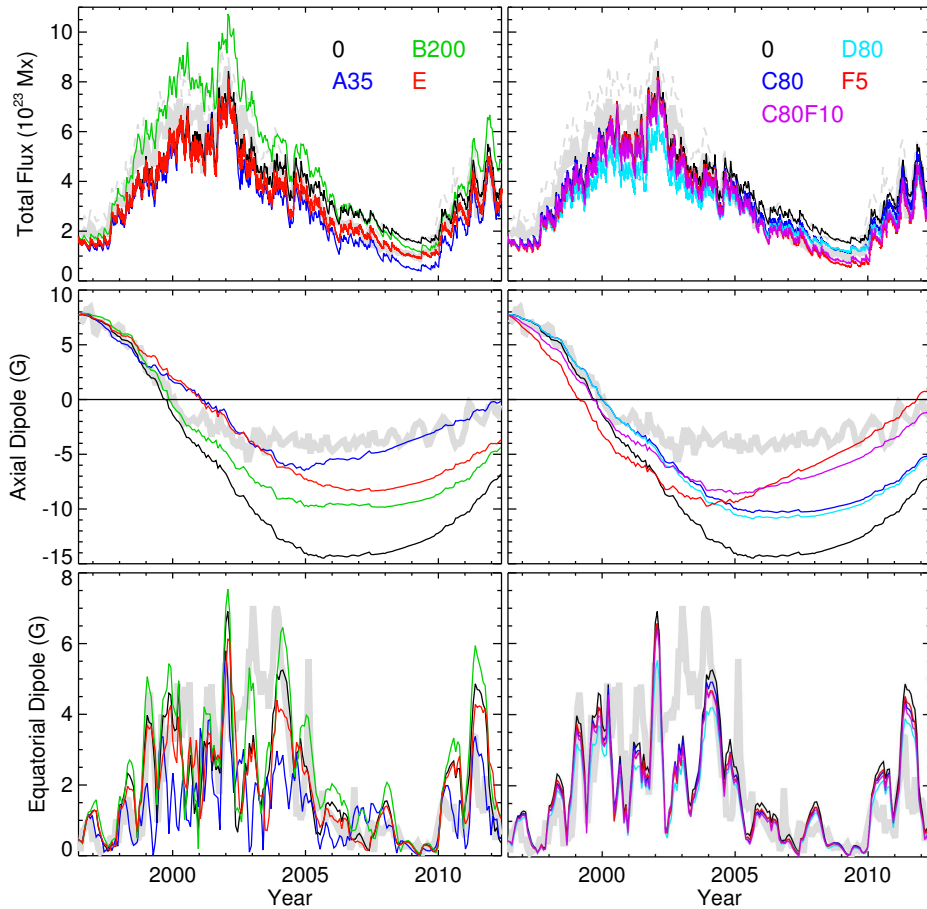 Total Flux (10²³ Mx)
10
8
6
4
2
0
0
B200
A35
E
0
D80
C80
F5
C80F10
Axial Dipole (G)
10
5
0
-5
-10
-15
Equatorial Dipole (G)
8
6
4
2
0
2000
2005
2010
2000
2005
2010
Year
Year